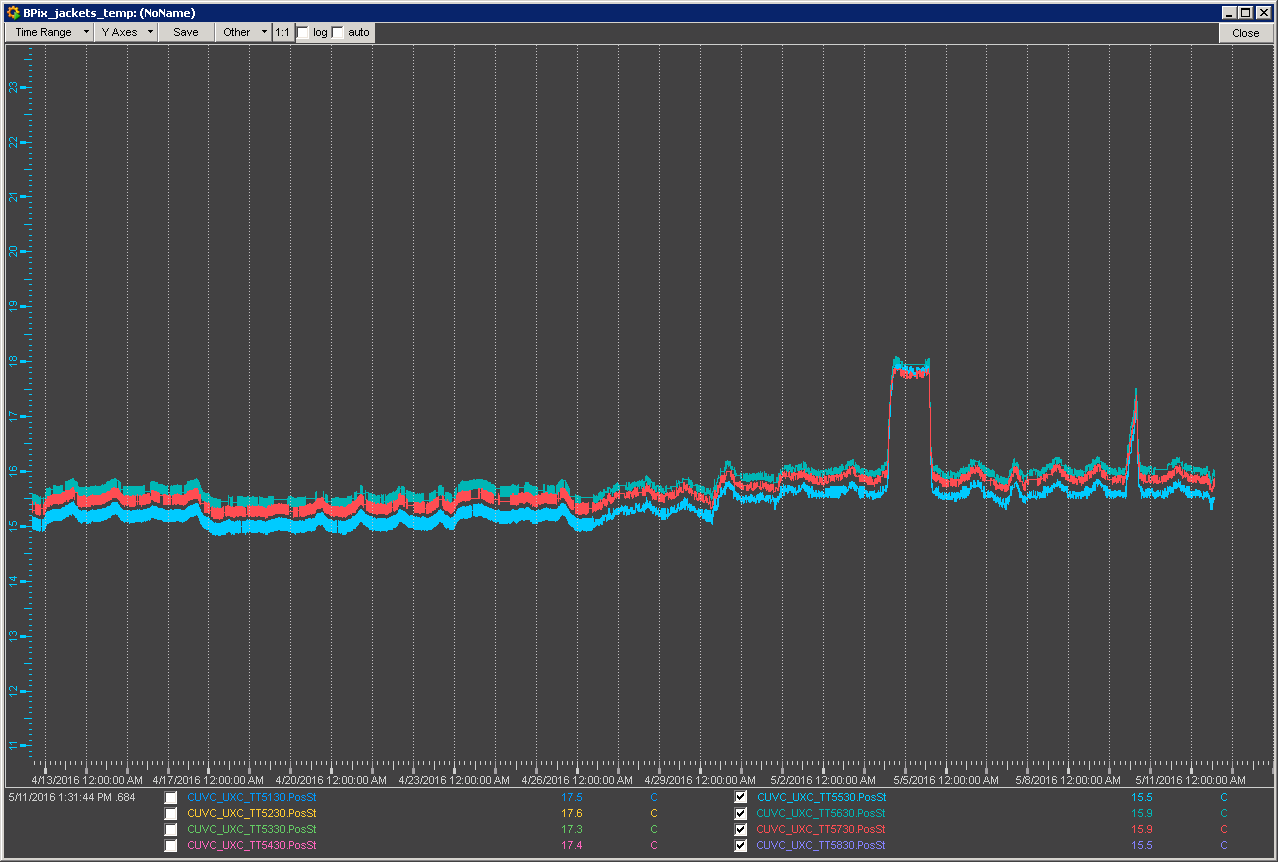 BPix_jackets_temp: (NoName)
Time Range Y Axes Save Other 1:1 log auto Close
23
22
21
20
19
18
17
16
15
14
13
12
11
4/13/2016 12:00:00 AM 4/17/2016 12:00:00 AM 4/20/2016 12:00:00 AM 4/23/2016 12:00:00 AM 4/26/2016 12:00:00 AM 4/29/2016 12:00:00 AM 5/2/2016 12:00:00 AM 5/5/2016 12:00:00 AM 5/8/2016 12:00:00 AM 5/11/2016 12:00:00 AM
5/11/2016 1:31:44 PM .684 CUVC_UXC_TT5130.PosSt 17.5 C CUVC_UXC_TT5530.PosSt 15.5 C
CUVC_UXC_TT5230.PosSt 17.6 C CUVC_UXC_TT5630.PosSt 15.9 C
CUVC_UXC_TT5330.PosSt 17.3 C CUVC_UXC_TT5730.PosSt 15.9 C
CUVC_UXC_TT5430.PosSt 17.4 C CUVC_UXC_TT5830.PosSt 15.5 C